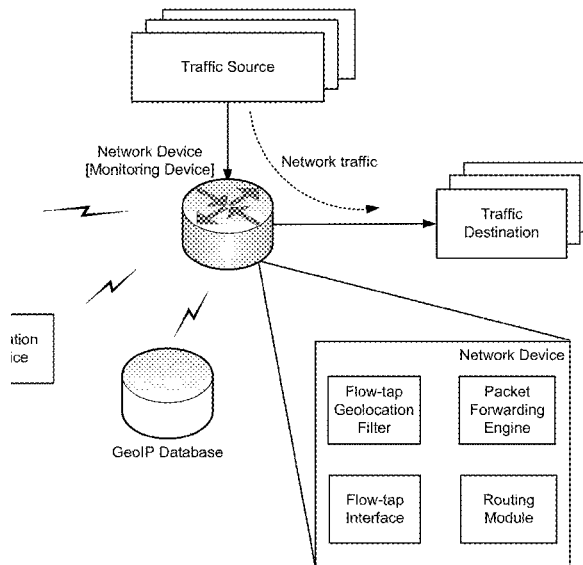 Traffic Source
Network Device
[Monitoring Device]
Network traffic
Traffic
Destination
Network Device
Flow-tap
Geolocation
Filter
Packet
Forwarding
Engine
GeoIP Database
Flow-tap
Interface
Routing
Module